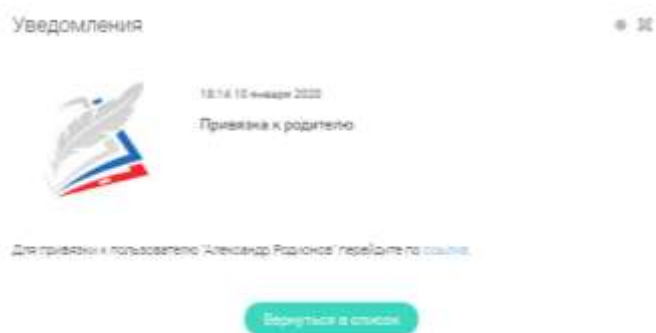 Уведомления
18:14 10 января 2020
Привязка к родителю
Для привязки к пользователю "Александр Родионов" перейдите по ссылке.
Вернуться в список